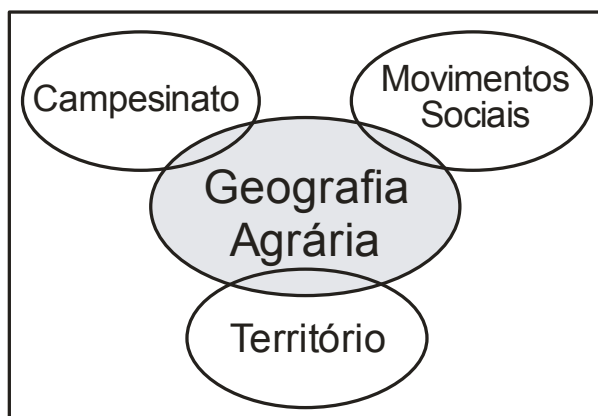 Campesinato
Movimentos
Sociais
Geografia
Agrária
Território